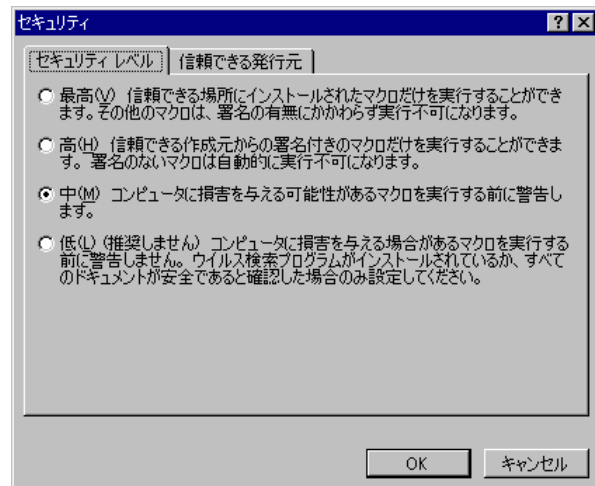 セキュリティ
セキュリティ レベル
信頼できる発行元
最高(V) 信頼できる場所にインストールされたマクロだけを実行することができ
ます。その他のマクロは、署名の有無にかかわらず実行不可になります。
高(H) 信頼できる作成元からの署名付きのマクロだけを実行することができま
す。署名のないマクロは自動的に実行不可になります。
中(M) コンピュータに損害を与える可能性があるマクロを実行する前に警告し
ます。
低(L) (推奨しません) コンピュータに損害を与える場合があるマクロを実行する
前に警告しません。ウイルス検索プログラムがインストールされているか、すべて
のドキュメントが安全であると確認した場合のみ設定してください。
OK
キャンセル